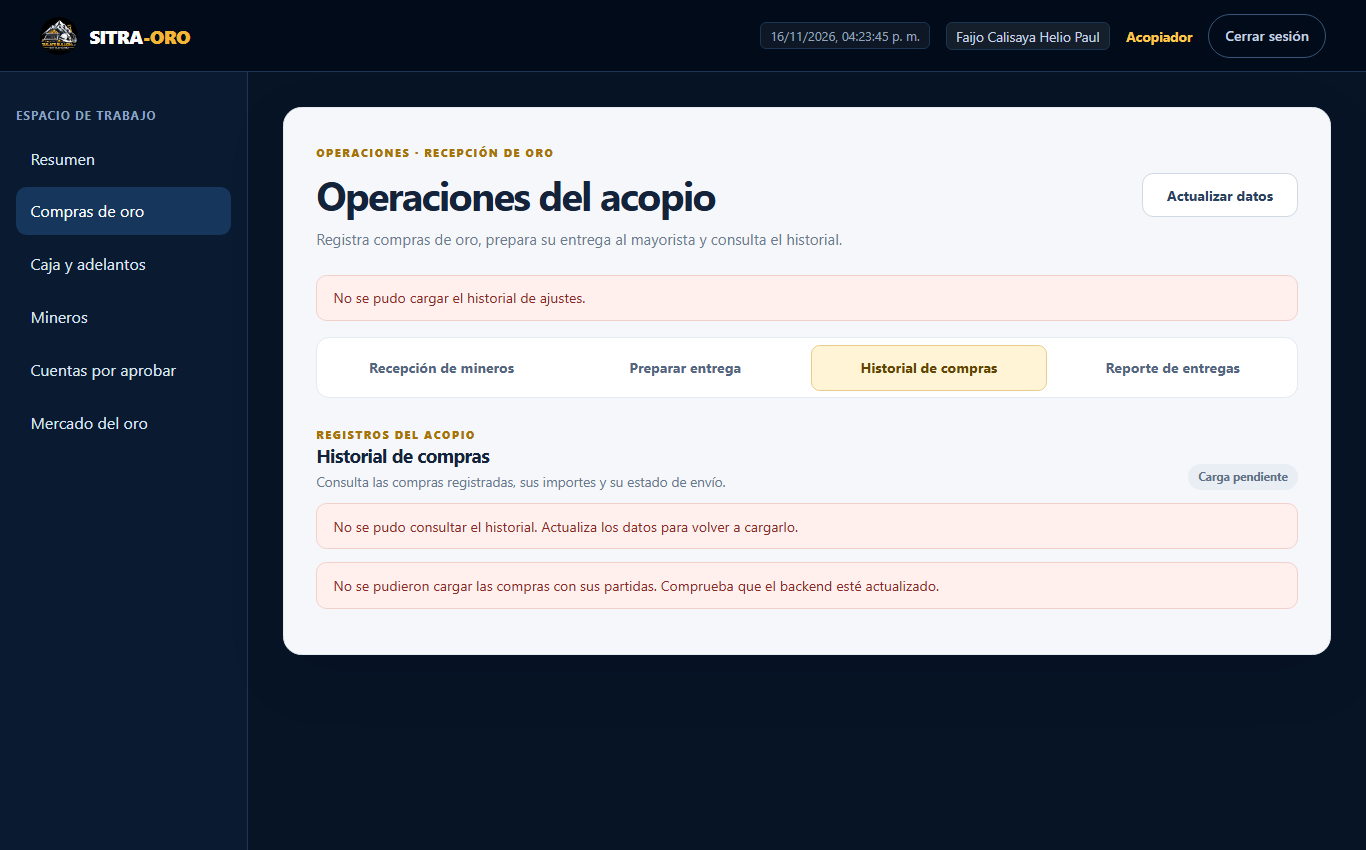 SITRA-ORO
16/11/2026, 04:23:45 p. m.
Faijo Calisaya Helio Paul
Acopiador
Cerrar sesión
ESPACIO DE TRABAJO
Resumen
Compras de oro
Caja y adelantos
Mineros
Cuentas por aprobar
Mercado del oro
OPERACIONES · RECEPCIÓN DE ORO
Operaciones del acopio
Actualizar datos
Registra compras de oro, prepara su entrega al mayorista y consulta el historial.
No se pudo cargar el historial de ajustes.
Recepción de mineros
Preparar entrega
Historial de compras
Reporte de entregas
REGISTROS DEL ACOPIO
Historial de compras
Consulta las compras registradas, sus importes y su estado de envío.
Carga pendiente
No se pudo consultar el historial. Actualiza los datos para volver a cargarlo.
No se pudieron cargar las compras con sus partidas. Comprueba que el backend esté actualizado.